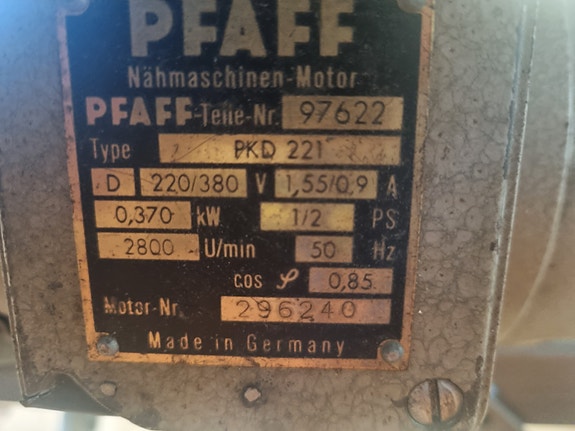 PFAFF
Nähmaschinen-Motor
PFAFF-Teile-Nr. 97622
Type PKD 221
D 220/380 V 1,55/0,9 A
0,370 kW 1/2 PS
2800 U/min 50 Hz
cos φ 0,85
Motor-Nr. 296240
Made in Germany